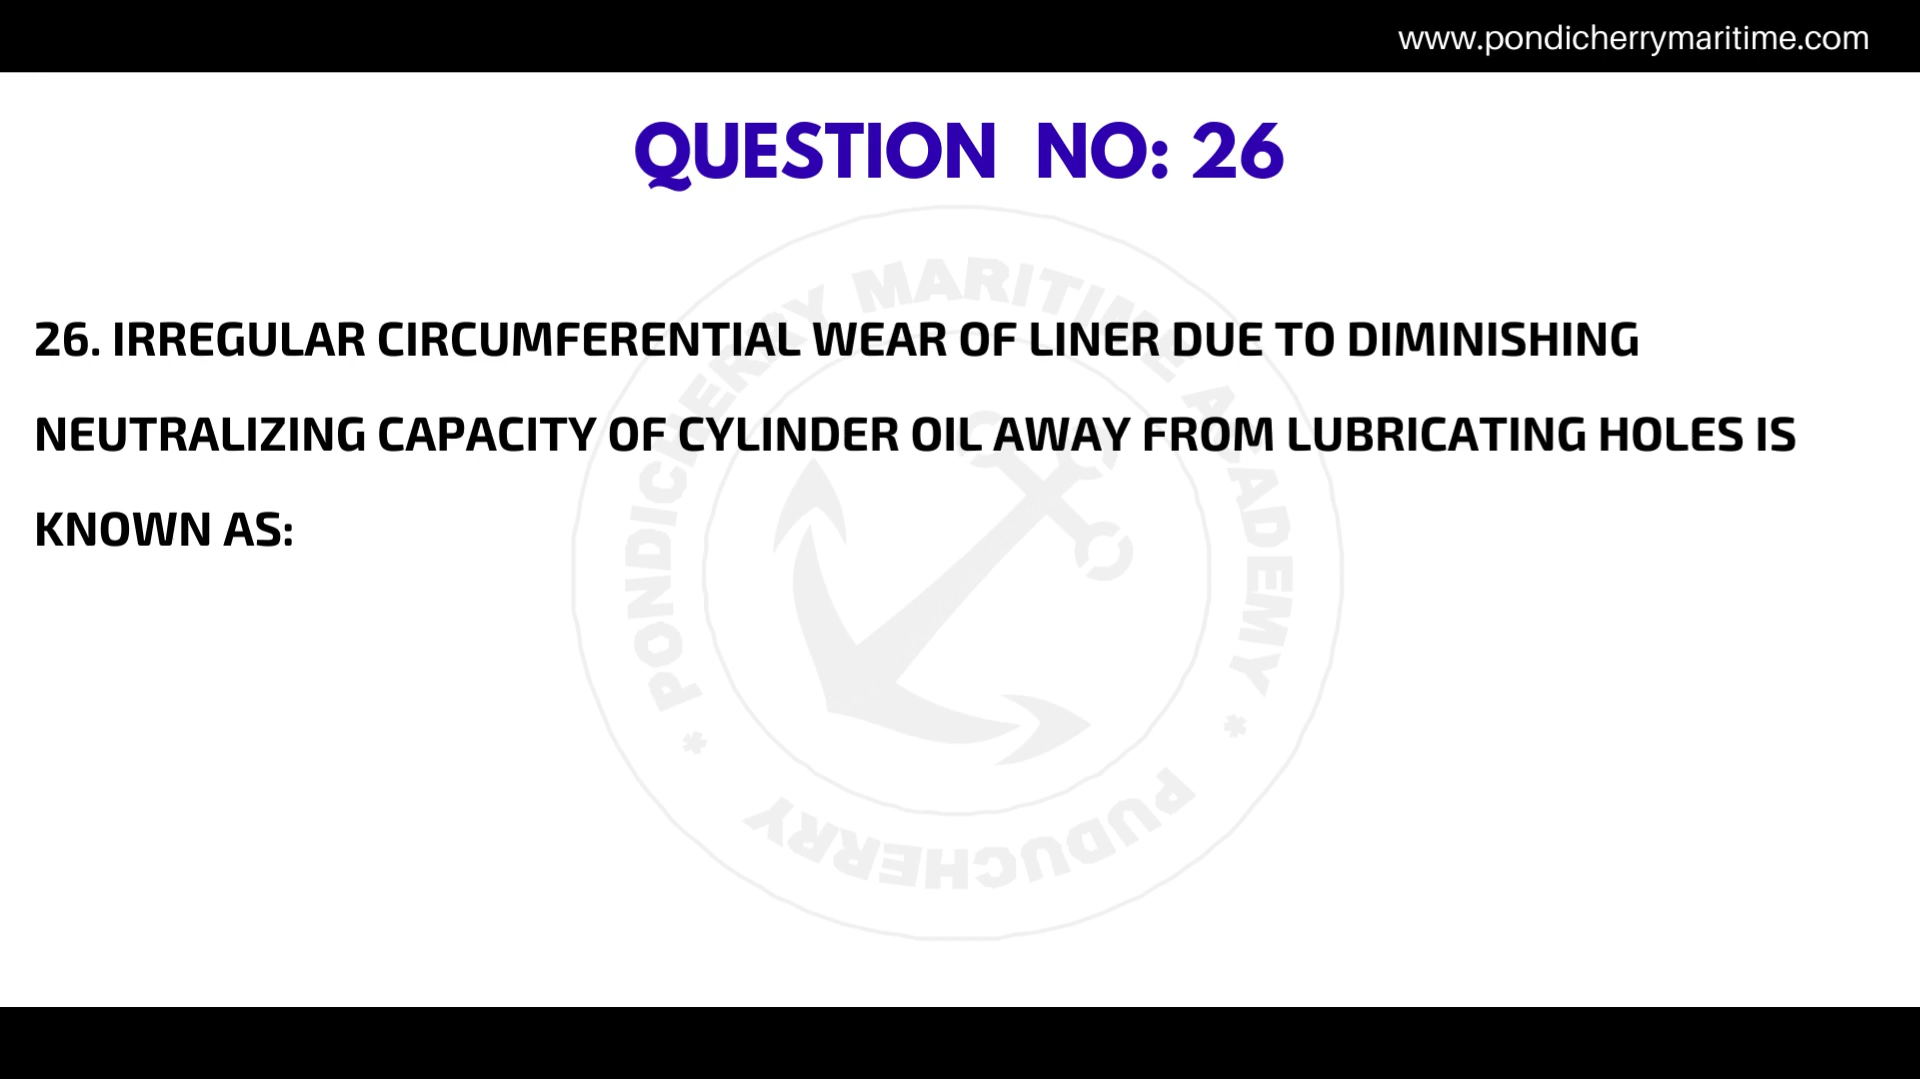 www.pondicherrymaritime.com
QUESTION NO: 26
26. IRREGULAR CIRCUMFERENTIAL WEAR OF LINER DUE TO DIMINISHING
NEUTRALIZING CAPACITY OF CYLINDER OIL AWAY FROM LUBRICATING HOLES IS
KNOWN AS:
* PONDICHERRY MARITIME ACADEMY *
PUDUCHERRY